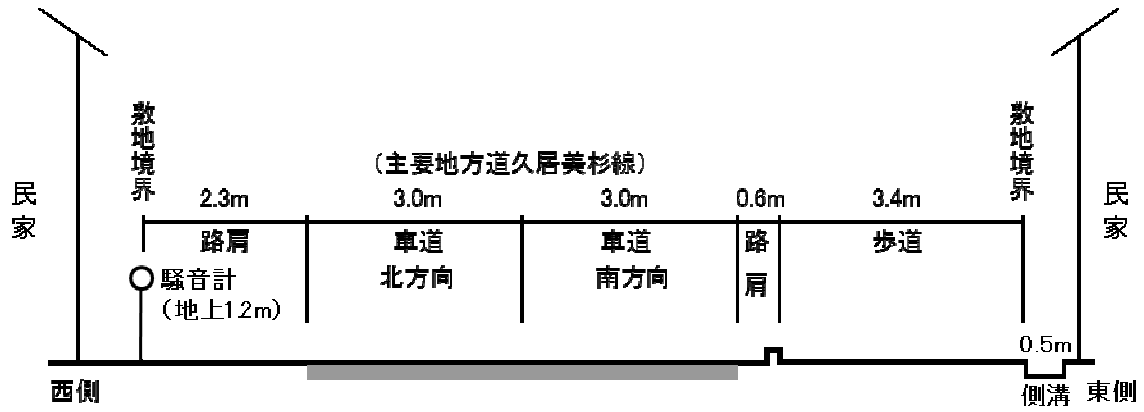 (主要地方道久居美杉線)
敷地境界
敷地境界
民家
民家
2.3m
3.0m
3.0m
0.6m
3.4m
路肩
車道
北方向
車道
南方向
路肩
歩道
騒音計
(地上1.2m)
0.5m
西側
側溝
東側